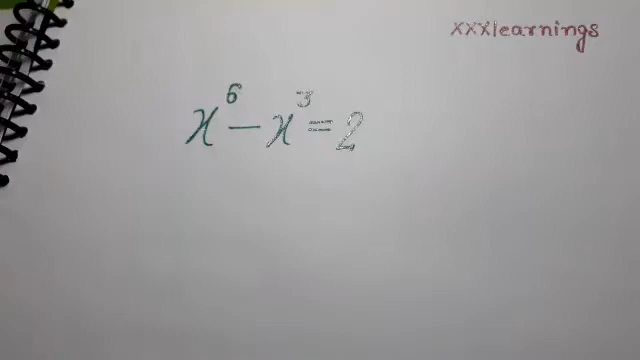 xxxlearnings
x⁶ - x³ = 2